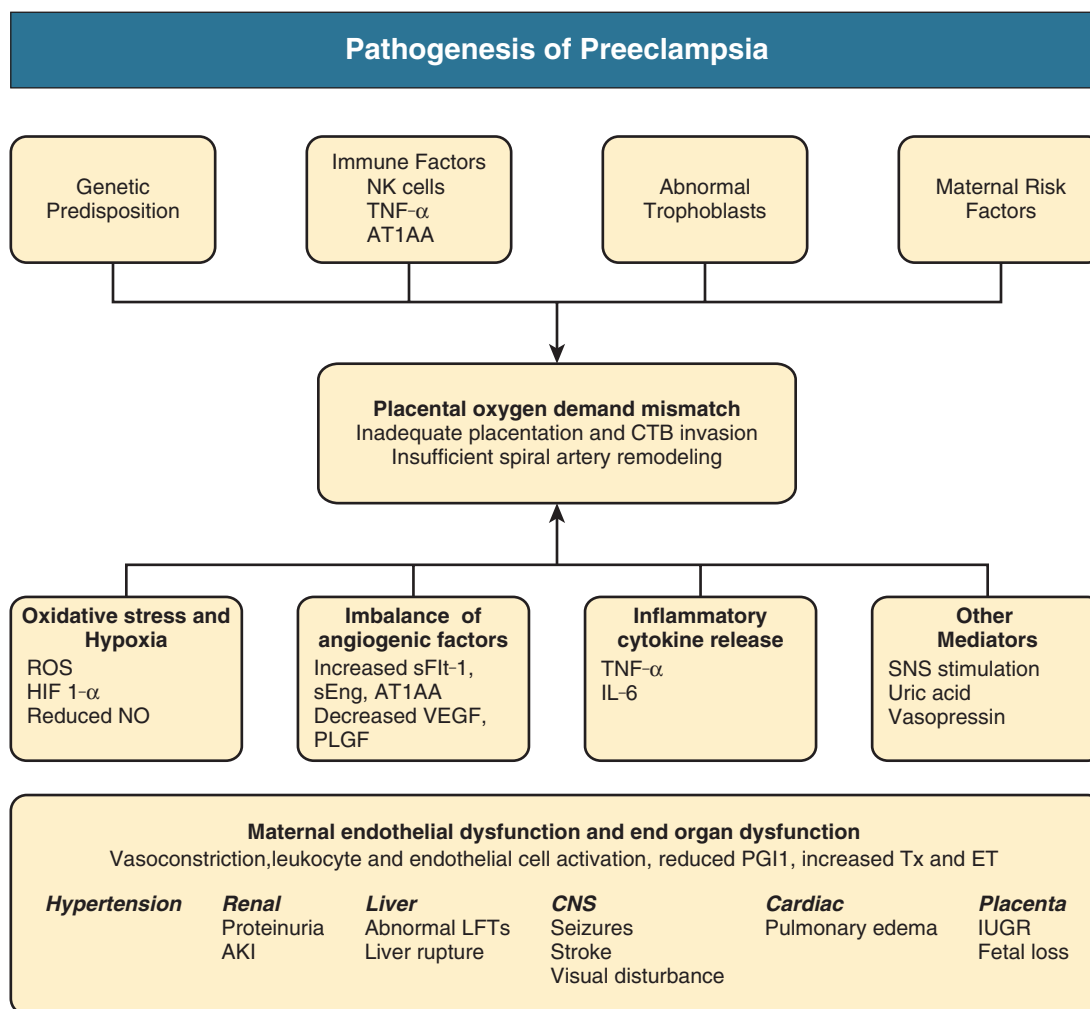 Pathogenesis of Preeclampsia
Genetic
Predisposition
Immune Factors
NK cells
TNF-α
AT1AA
Abnormal
Trophoblasts
Maternal Risk
Factors
Placental oxygen demand mismatch
Inadequate placentation and CTB invasion
Insufficient spiral artery remodeling
Oxidative stress and
Hypoxia
ROS
HIF 1-α
Reduced NO
Imbalance of
angiogenic factors
Increased sFlt-1,
sEng, AT1AA
Decreased VEGF,
PLGF
Inflammatory
cytokine release
TNF-α
IL-6
Other
Mediators
SNS stimulation
Uric acid
Vasopressin
Maternal endothelial dysfunction and end organ dysfunction
Vasoconstriction,leukocyte and endothelial cell activation, reduced PGI1, increased Tx and ET
Hypertension
Renal
Proteinuria
AKI
Liver
Abnormal LFTs
Liver rupture
CNS
Seizures
Stroke
Visual disturbance
Cardiac
Pulmonary edema
Placenta
IUGR
Fetal loss